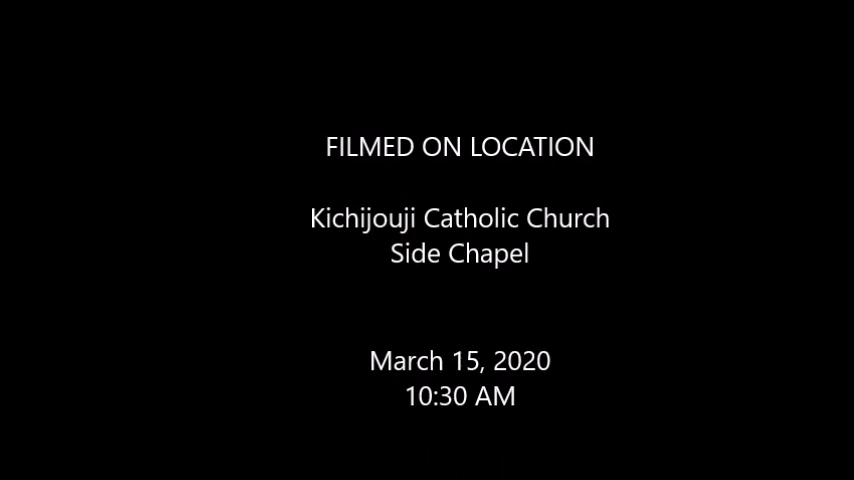 FILMED ON LOCATION
Kichijouji Catholic Church
Side Chapel
March 15, 2020
10:30 AM